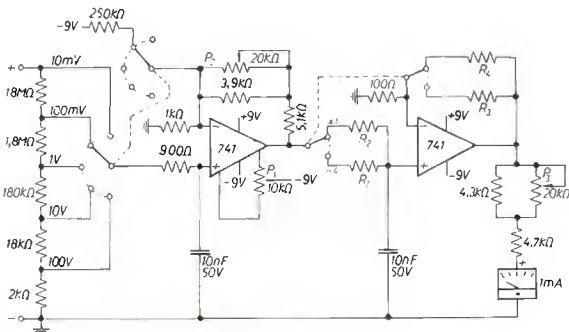 250kΩ
-9V
+
10mV
18MΩ
100mV
1,8MΩ
1V
180kΩ
10V
18kΩ
100V
2kΩ
-
P2
20kΩ
3,9kΩ
1kΩ
5,1kΩ
900Ω
-
+
741
+9V
-9V
P1
10kΩ
-9V
10nF
50V
x1
R2
R1
100Ω
R4
R3
-
+
741
+9V
-9V
10nF
50V
4,3kΩ
P3
20kΩ
4,7kΩ
+
1mA
-